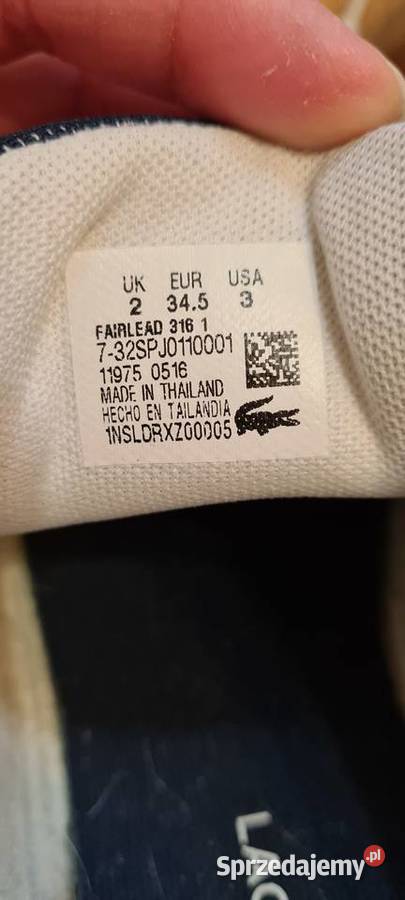 UK EUR USA
2 34.5 3
FAIRLEAD 316 1
7-32SPJ0110001
11975 0516
MADE IN THAILAND
HECHO EN TAILANDIA
1NSLDRXZ00005
LAC
Sprzedajemy.pl